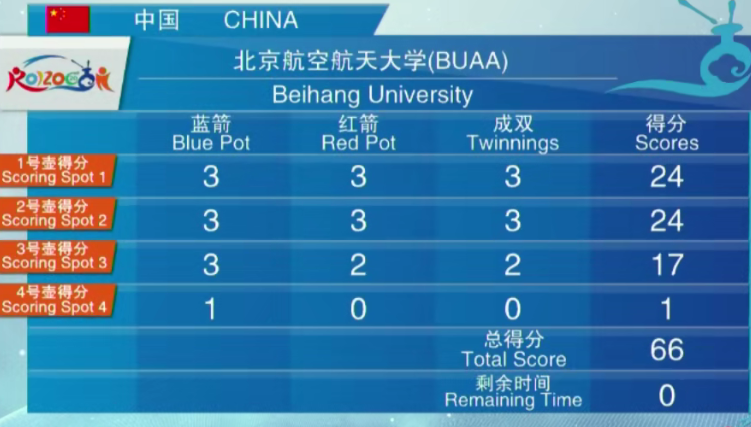 中国 CHINA
北京航空航天大学(BUAA)
Beihang University
蓝箭 红箭 成双 得分
Blue Pot Red Pot Twinnings Scores
1号壶得分
Scoring Spot 1 3 3 3 24
2号壶得分
Scoring Spot 2 3 3 3 24
3号壶得分
Scoring Spot 3 3 2 2 17
4号壶得分
Scoring Spot 4 1 0 0 1
总得分
Total Score 66
剩余时间
Remaining Time 0